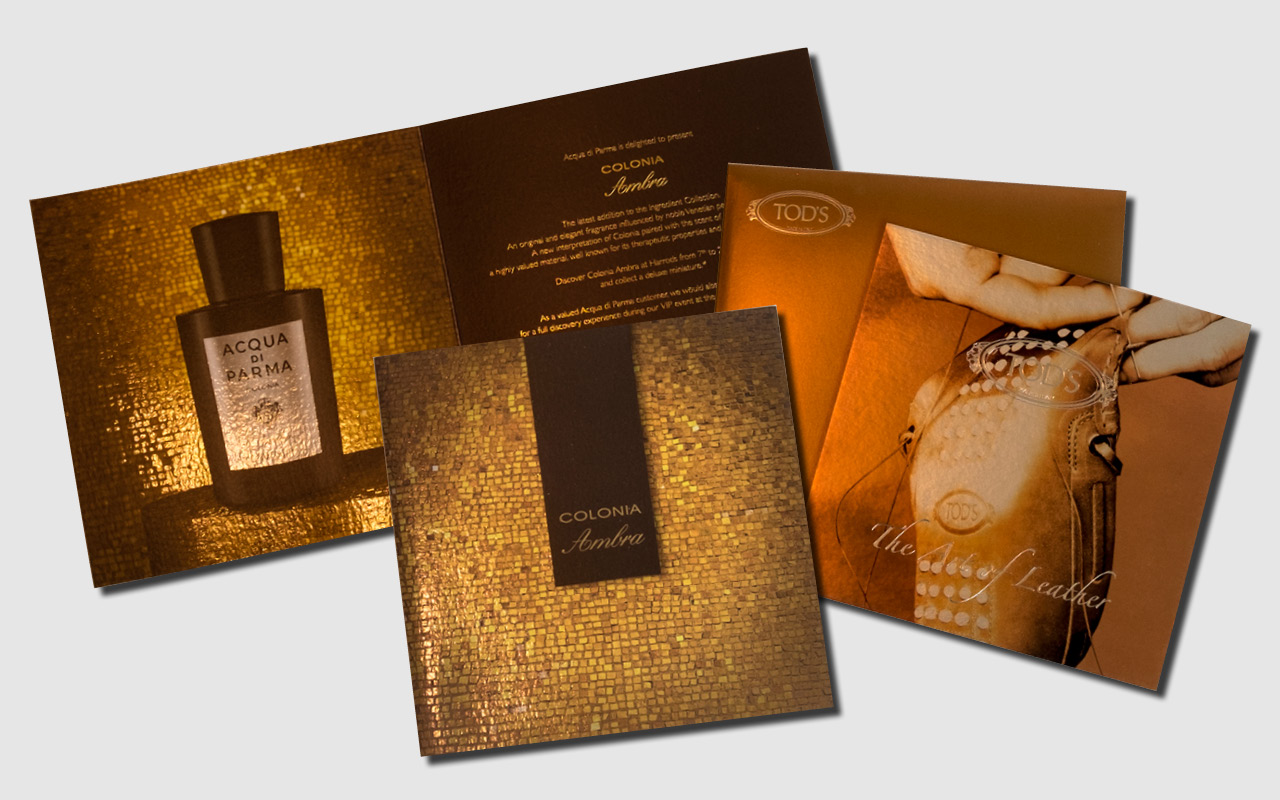 Acqua di Parma is delighted to present
COLONIA
Ambra
The latest edition to the Ingredient Collection.
An original and elegant fragrance influenced by noble Venetian
A new interpretation of Colonia paired with the scent of
a highly valued material, well known for its therapeutic properties and
Discover Colonia Ambra at Harrods from 7th to
and collect a deluxe miniature.*
As a valued Acqua di Parma customer, we would also
for a full discovery experience during our VIP event at the
ACQUA
DI
PARMA
COLONIA
COLONIA
Ambra
TOD'S
TOD'S
TOD'S
The Art of Leather